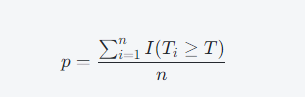 p = \frac{\sum_{i=1}^{n} I(T_i \geq T)}{n}